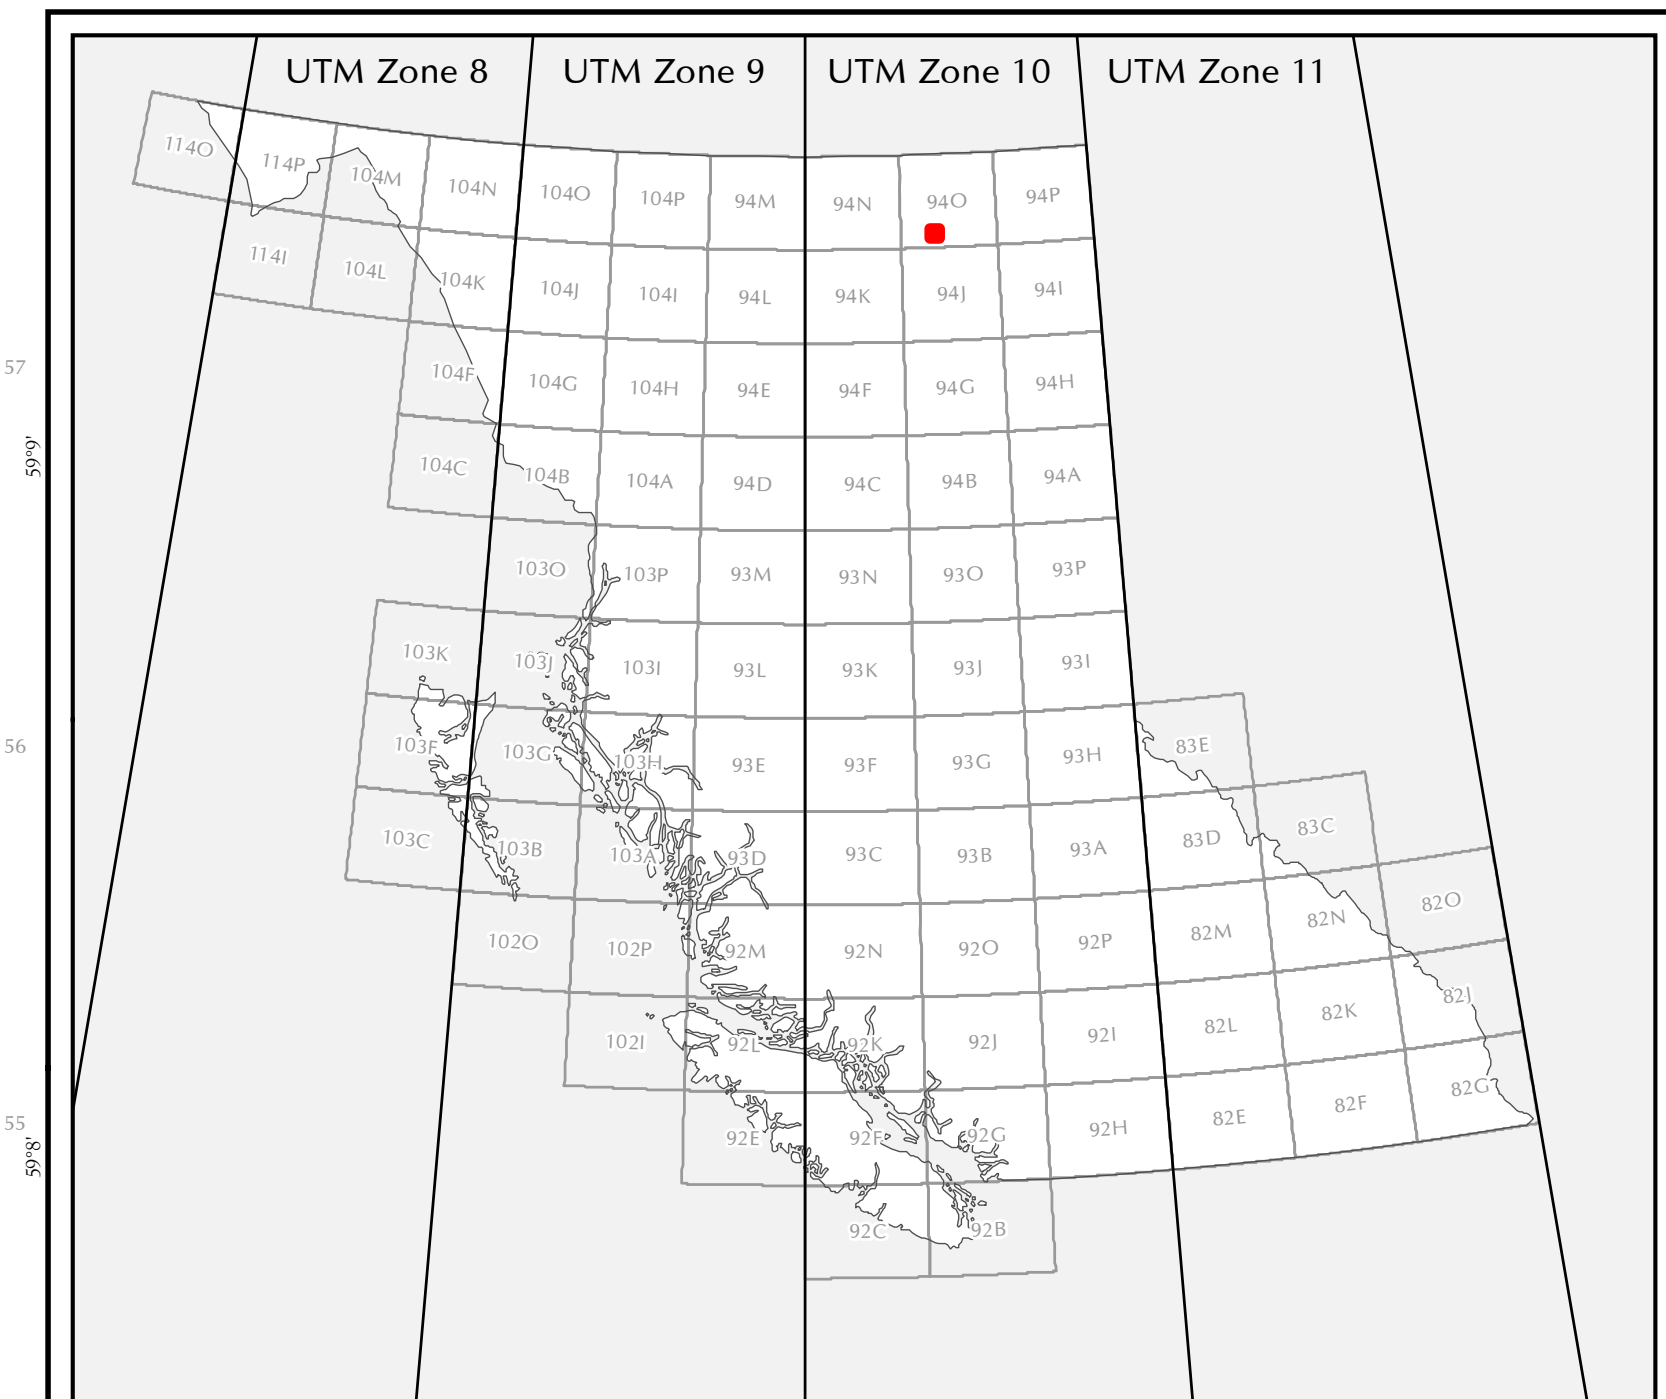 UTM Zone 8 UTM Zone 9 UTM Zone 10 UTM Zone 11
114O 114P 104M 104N 104O 104P 94M 94N 94O 94P
114I 104L 104K 104J 104I 94L 94K 94J 94I
57
104F 104G 104H 94E 94F 94G 94H
59°9'
104C 104B 104A 94D 94C 94B 94A
103O 103P 93M 93N 93O 93P
103K 103J 103I 93L 93K 93J 93I
56
103F 103G 103H 93E 93F 93G 93H 83E
103C 103B 103A 93D 93C 93B 93A 83D 83C
102O 102P 92M 92N 92O 92P 82M 82N 82O
102I 92L 92K 92J 92I 82L 82K 82J
55
59°8'
92E 92F 92G 92H 82E 82F 82G
92C 92B